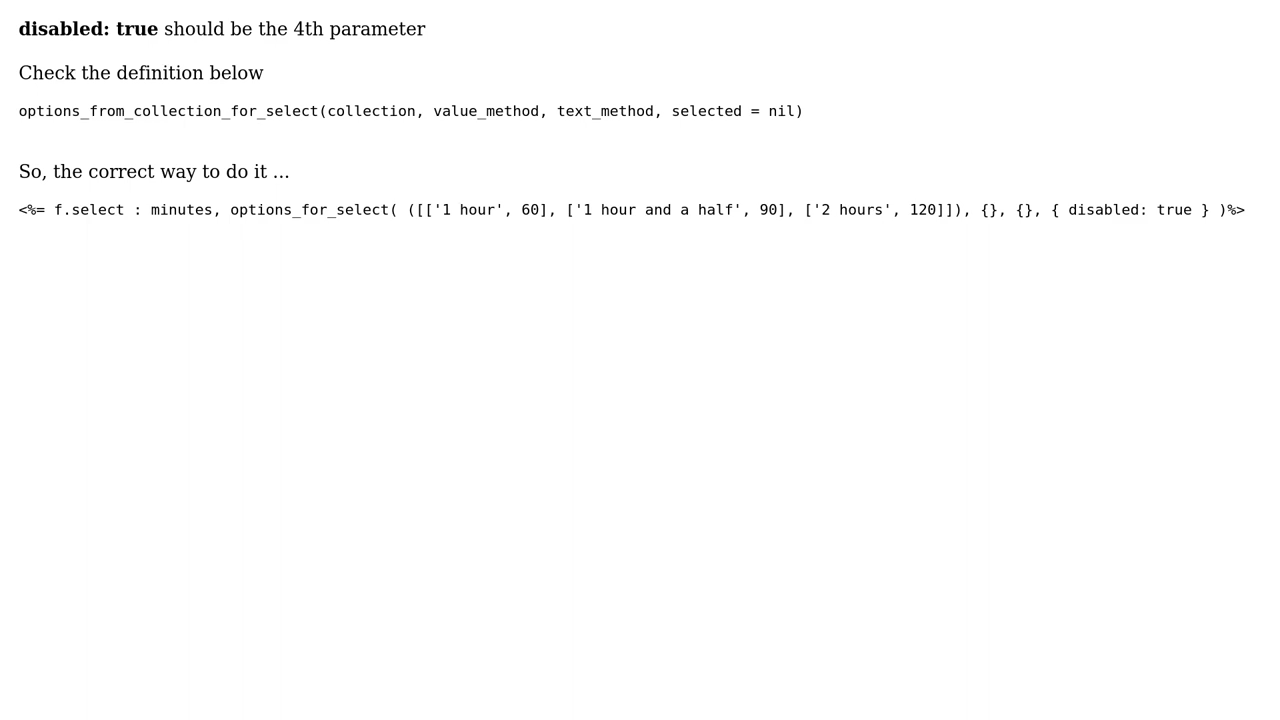 disabled: true should be the 4th parameter
Check the definition below
options_from_collection_for_select(collection, value_method, text_method, selected = nil)
So, the correct way to do it ...
<%= f.select : minutes, options_for_select( ([['1 hour', 60], ['1 hour and a half', 90], ['2 hours', 120]]), {}, {}, { disabled: true } )%>